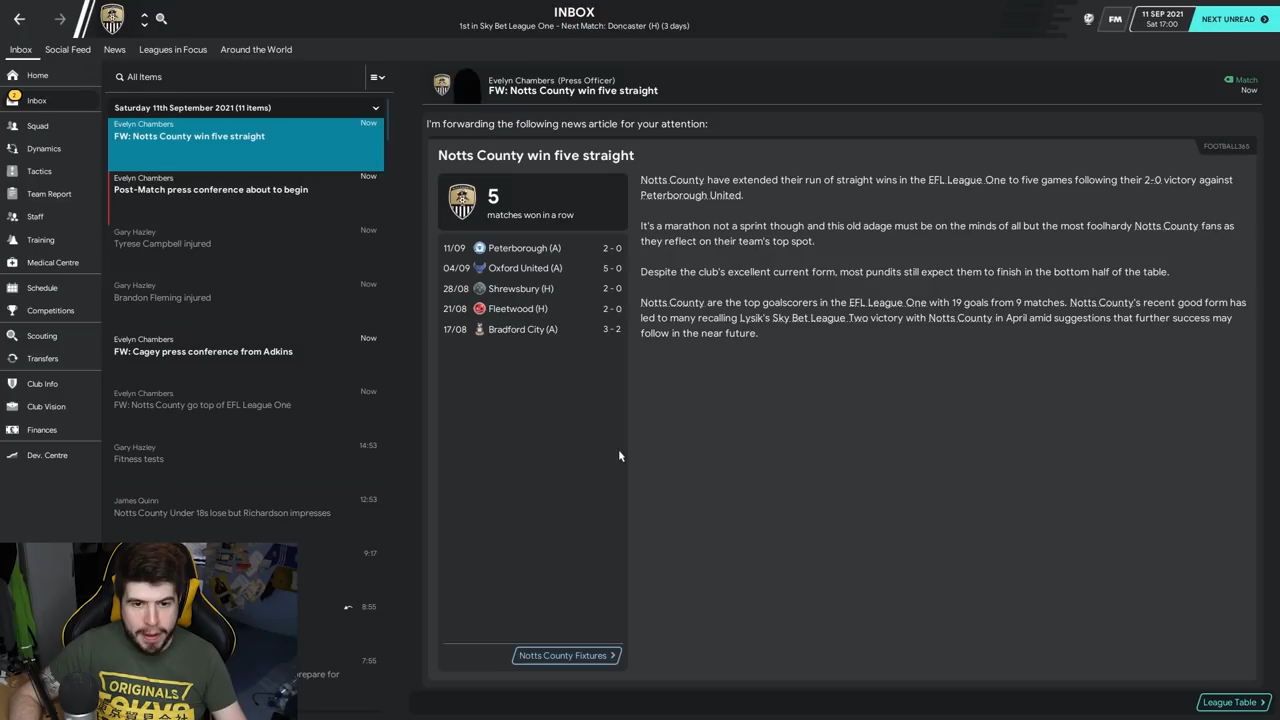 INBOX
1st in Sky Bet League One - Next Match: Doncaster (H) (3 days)
FM
11 SEP 2021
Sat 17:00
NEXT UNREAD
Inbox
Social Feed
News
Leagues in Focus
Around the World
Home
2
Inbox
Squad
Dynamics
Tactics
Team Report
Staff
Training
Medical Centre
Schedule
Competitions
Scouting
Transfers
Club Info
Club Vision
Finances
Dev. Centre
All Items
Saturday 11th September 2021 (11 items)
Evelyn Chambers
Now
FW: Notts County win five straight
Evelyn Chambers
Now
Post-Match press conference about to begin
Gary Hazley
Now
Tyrese Campbell injured
Gary Hazley
Now
Brandon Fleming injured
Evelyn Chambers
Now
FW: Cagey press conference from Adkins
Evelyn Chambers
Now
FW: Notts County go top of EFL League One
Gary Hazley
14:53
Fitness tests
James Quinn
12:53
Notts County Under 18s lose but Richardson impresses
9:17
8:55
7:55
repare for
Evelyn Chambers (Press Officer)
FW: Notts County win five straight
Match
Now
I'm forwarding the following news article for your attention:
Notts County win five straight
FOOTBALL365
5
matches won in a row
11/09 Peterborough (A) 2 - 0
04/09 Oxford United (A) 5 - 0
28/08 Shrewsbury (H) 2 - 0
21/08 Fleetwood (H) 2 - 0
17/08 Bradford City (A) 3 - 2
Notts County Fixtures
Notts County have extended their run of straight wins in the EFL League One to five games following their 2-0 victory against
Peterborough United.
It's a marathon not a sprint though and this old adage must be on the minds of all but the most foolhardy Notts County fans as
they reflect on their team's top spot.
Despite the club's excellent current form, most pundits still expect them to finish in the bottom half of the table.
Notts County are the top goalscorers in the EFL League One with 19 goals from 9 matches. Notts County's recent good form has
led to many recalling Lysik's Sky Bet League Two victory with Notts County in April amid suggestions that further success may
follow in the near future.
League Table
ORIGINALS
TOKYO